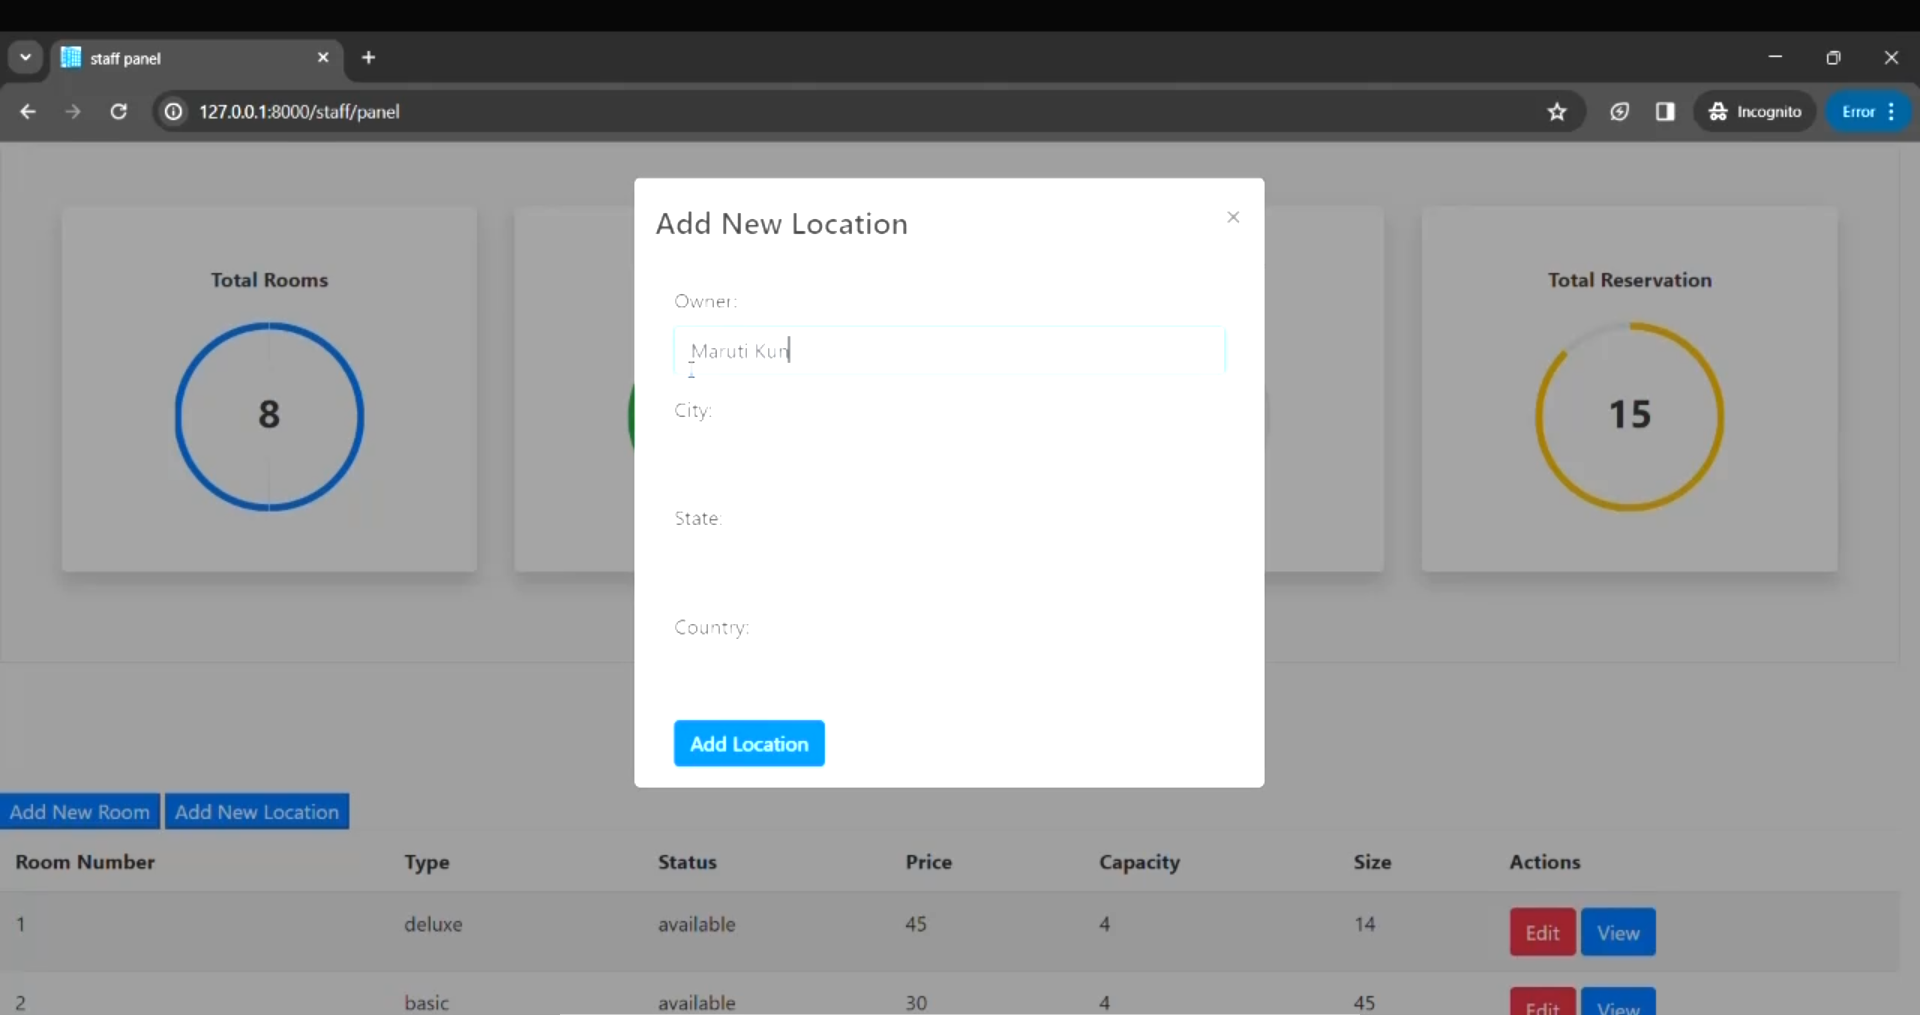 staff panel
127.0.0.1:8000/staff/panel
Incognito
Error
Add New Location
Total Rooms
Total Reservation
Owner:
Maruti Kun
8
City:
15
State:
Country:
Add Location
Add New Room Add New Location
Room Number Type Status Price Capacity Size Actions
1 deluxe available 45 4 14 Edit View
2 basic available 30 4 45 Edit View